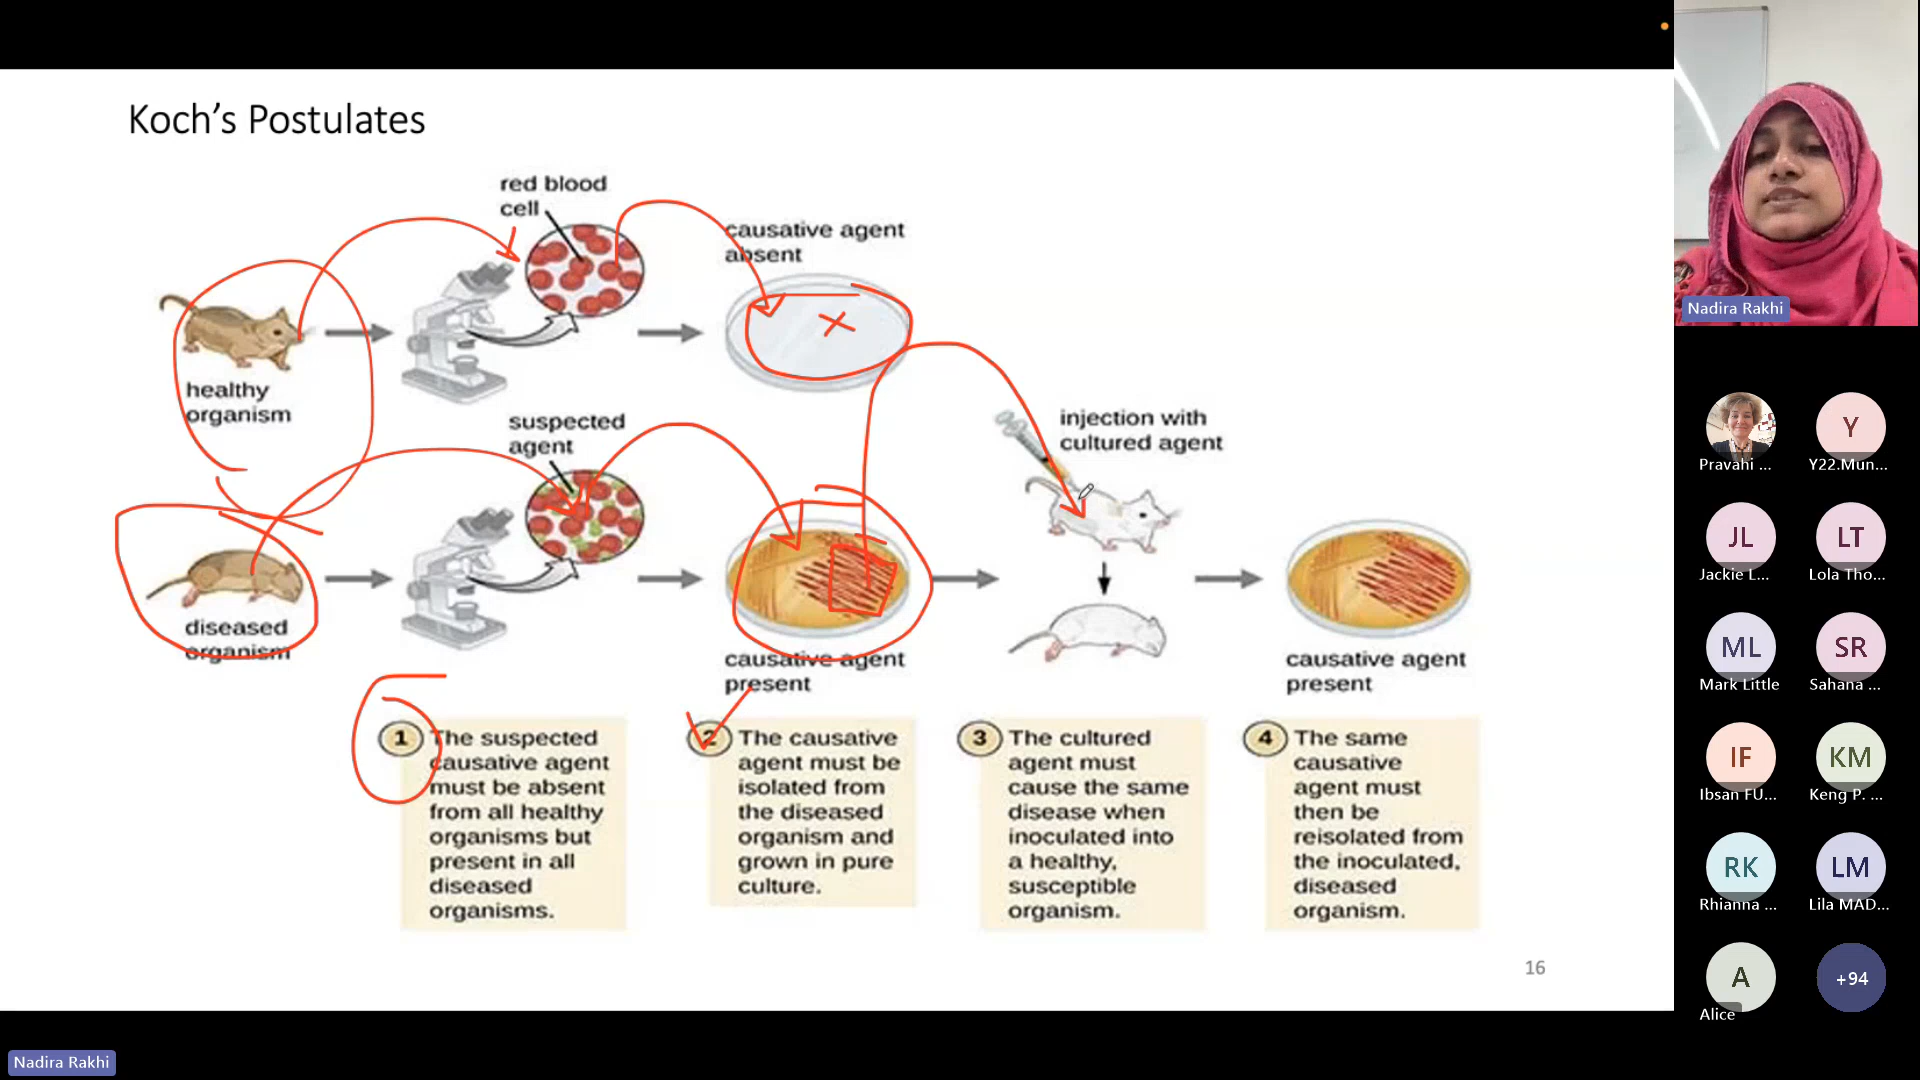 Koch's Postulates
red blood
cell
causative agent
absent
healthy
organism
suspected
agent
injection with
cultured agent
diseased
organism
causative agent
present
causative agent
present
1 The suspected
causative agent
must be absent
from all healthy
organisms but
present in all
diseased
organisms.
2 The causative
agent must be
isolated from
the diseased
organism and
grown in pure
culture.
3 The cultured
agent must
cause the same
disease when
inoculated into
a healthy,
susceptible
organism.
4 The same
causative
agent must
then be
reisolated from
the inoculated,
diseased
organism.
16
Nadira Rakhi
Pravahi ...
Y
Y22.Mun...
JL
Jackie L...
LT
Lola Tho...
ML
Mark Little
SR
Sahana ...
IF
Ibsan FU...
KM
Keng P. ...
RK
Rhianna ...
LM
Lila MAD...
A
Alice
+94
Nadira Rakhi